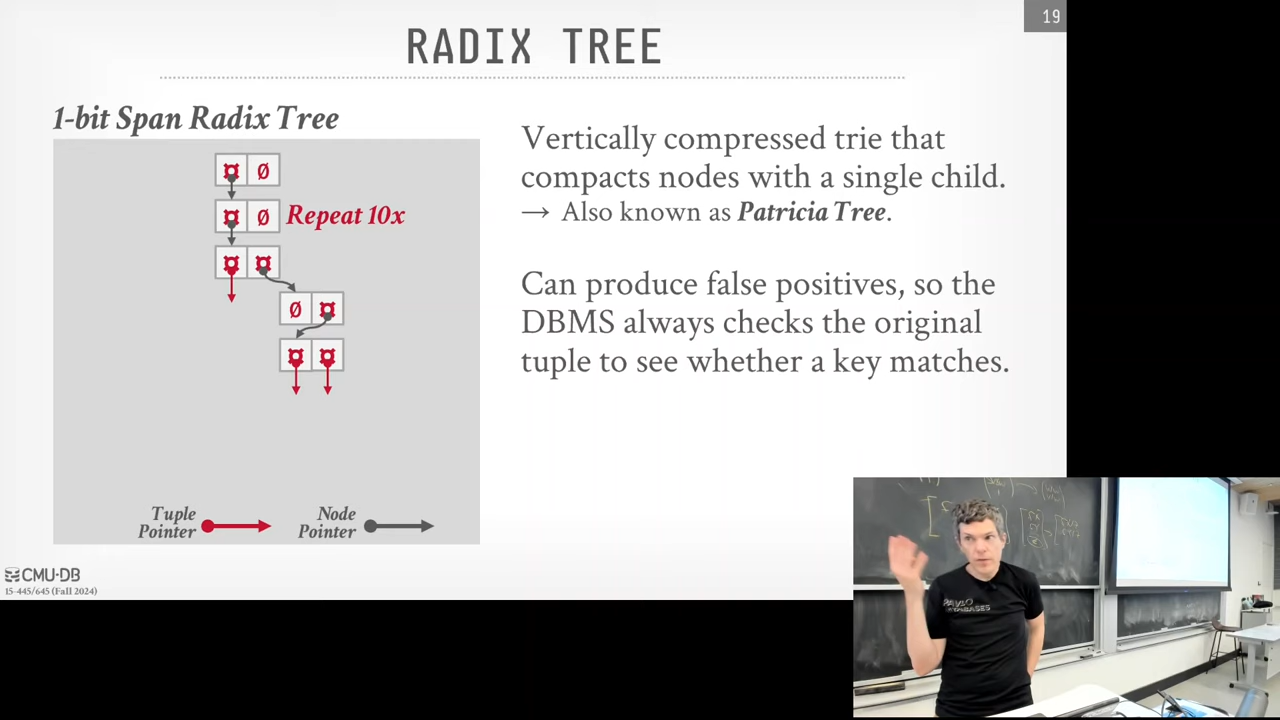 19
RADIX TREE
1-bit Span Radix Tree
Ø
Ø Repeat 10x
Ø
Tuple
Pointer
Node
Pointer
Vertically compressed trie that
compacts nodes with a single child.
→ Also known as Patricia Tree.
Can produce false positives, so the
DBMS always checks the original
tuple to see whether a key matches.
CMU·DB
15-445/645 (Fall 2024)